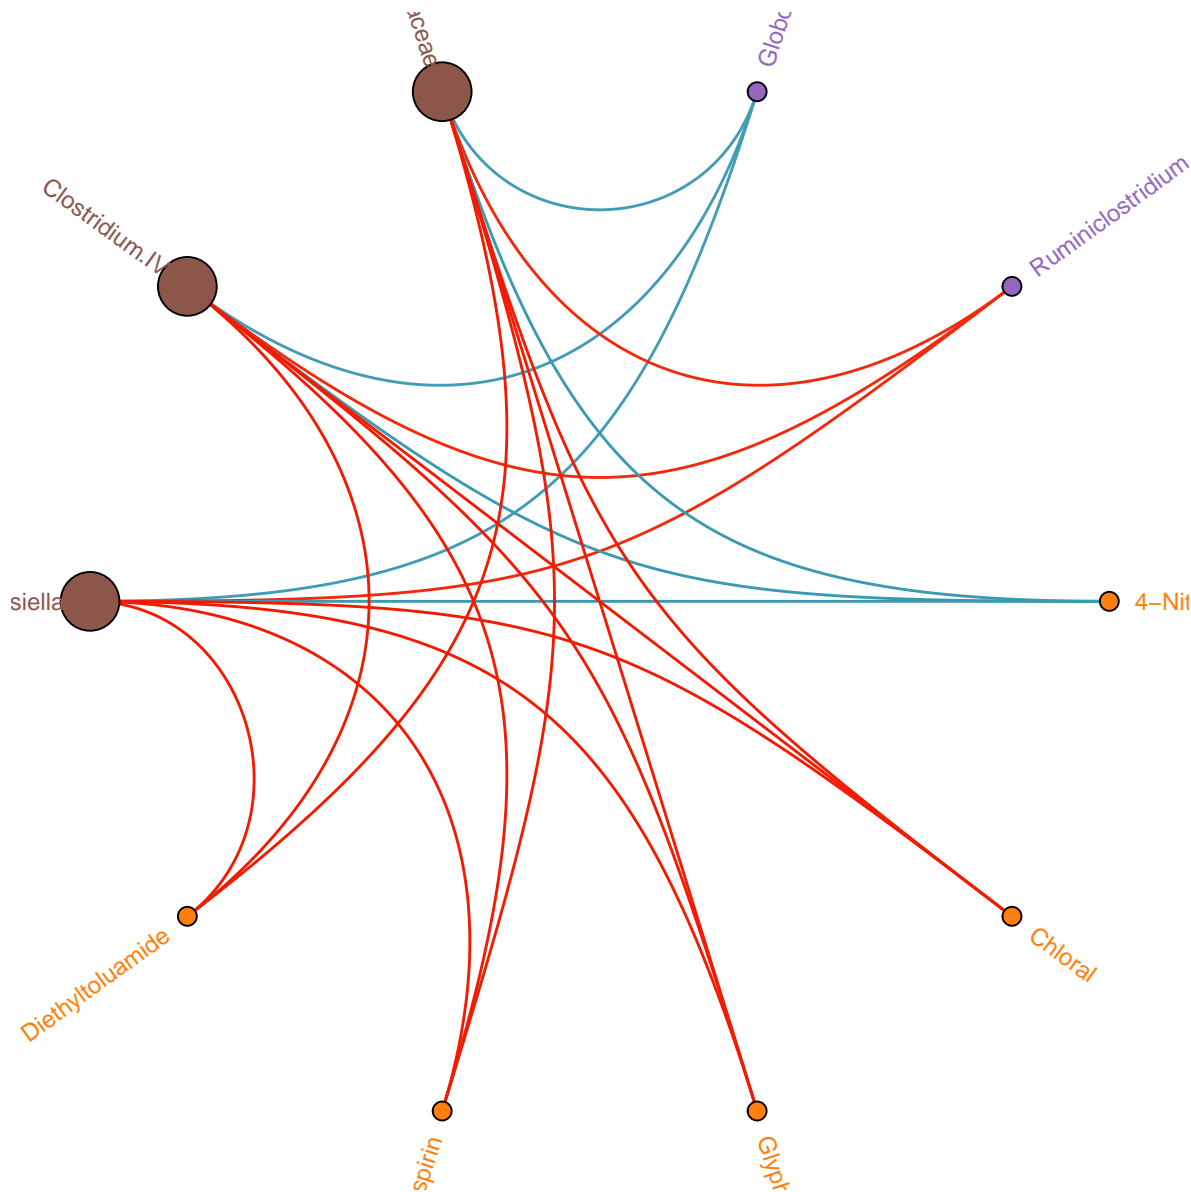 aceae
Globo
Clostridium.IV
Ruminiclostridium
siella
4−Nit
Chloral
Diethyltoluamide
spirin
Glyph